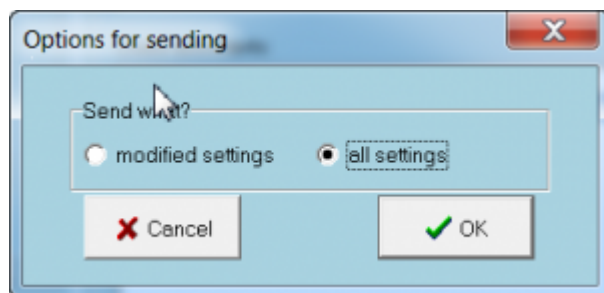 Options for sending
Send what?
modified settings
all settings
Cancel
OK